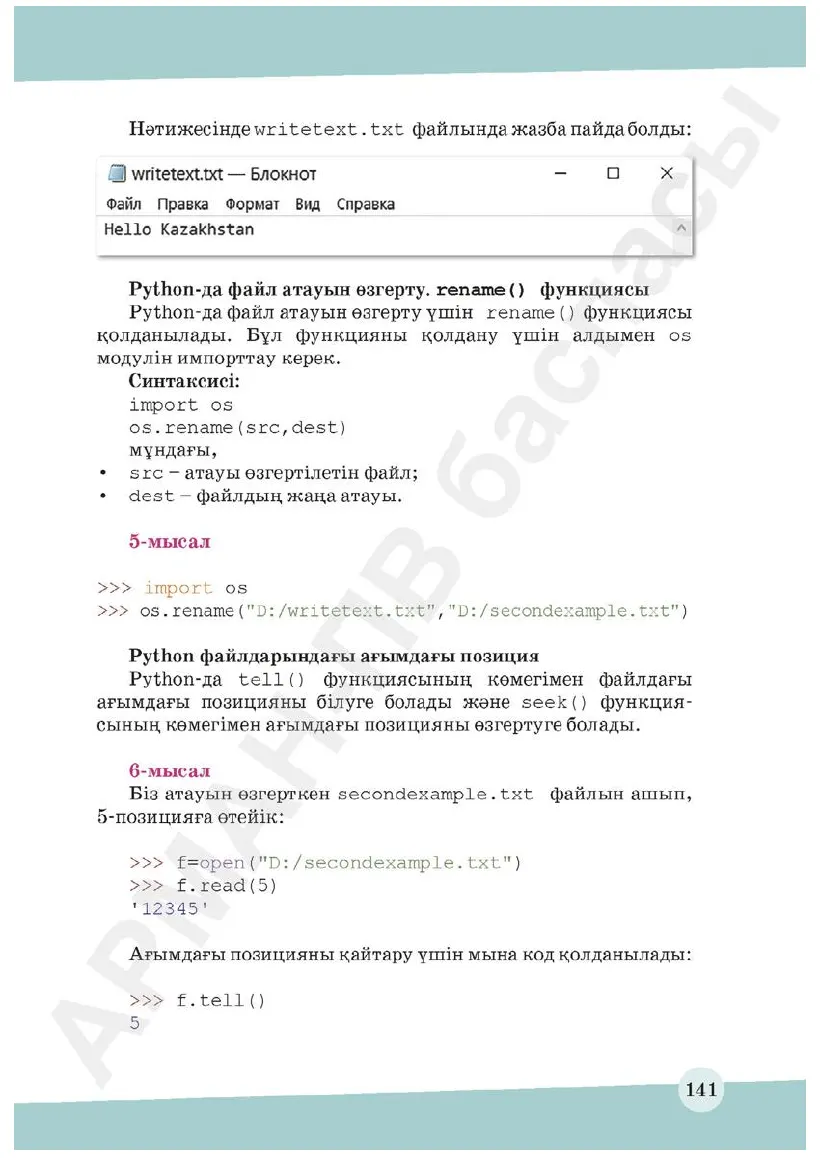 Нәтижесінде writetext.txt файлында жазба пайда болды:
writetext.txt — Блокнот
Файл Правка Формат Вид Справка
Hello Kazakhstan
Python-да файл атауын өзгерту. rename() функциясы
Python-да файл атауын өзгерту үшін rename() функциясы
қолданылады. Бұл функцияны қолдану үшін алдымен os
модулін импорттау керек.
Синтаксисі:
import os
os.rename(src,dest)
мұндағы,
• src – атауы өзгертілетін файл;
• dest – файлдың жаңа атауы.
5-мысал
>>> import os
>>> os.rename("D:/writetext.txt","D:/secondexample.txt")
Python файлдарындағы ағымдағы позиция
Python-да tell() функциясының көмегімен файлдағы
ағымдағы позицияны білуге болады және seek() функция-
сының көмегімен ағымдағы позицияны өзгертуге болады.
6-мысал
Біз атауын өзгерткен secondexample.txt файлын ашып,
5-позицияға өтейік:
>>> f=open("D:/secondexample.txt")
>>> f.read(5)
'12345'
Ағымдағы позицияны қайтару үшін мына код қолданылады:
>>> f.tell()
5
141
АРМАН-ПВ баспасы